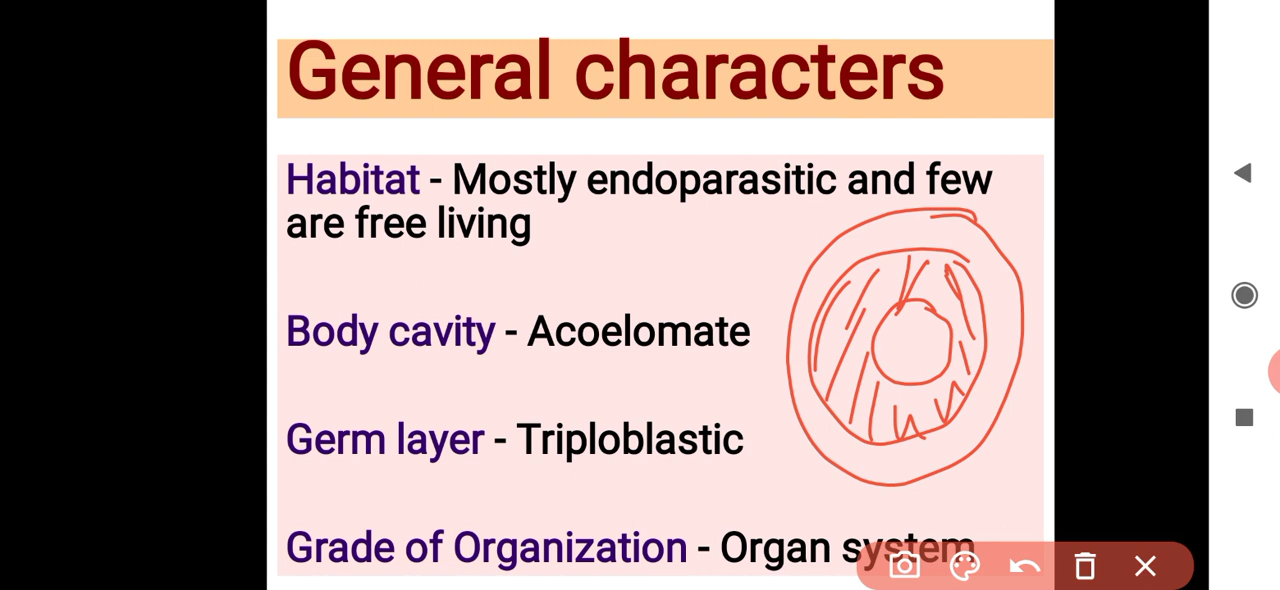 General characters
Habitat - Mostly endoparasitic and few
are free living
Body cavity - Acoelomate
Germ layer - Triploblastic
Grade of Organization - Organ system